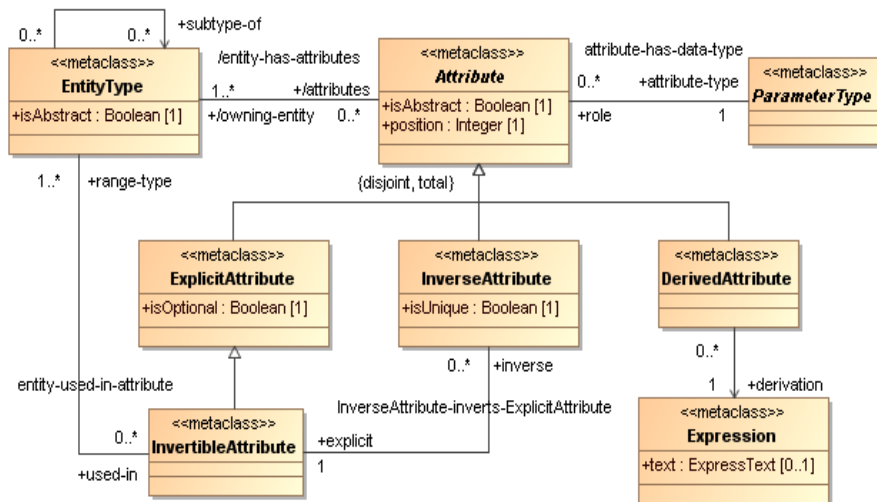 0..*
0..*
+subtype-of
<<metaclass>>
EntityType
+isAbstract : Boolean [1]
/entity-has-attributes
1..*
+/attributes
+/owning-entity
0..*
<<metaclass>>
Attribute
+isAbstract : Boolean [1]
+position : Integer [1]
attribute-has-data-type
0..*
+attribute-type
+role
1
<<metaclass>>
ParameterType
1..*
+range-type
{disjoint, total}
<<metaclass>>
ExplicitAttribute
+isOptional : Boolean [1]
<<metaclass>>
InverseAttribute
+isUnique : Boolean [1]
<<metaclass>>
DerivedAttribute
0..*
+inverse
0..*
entity-used-in-attribute
1
+derivation
InverseAttribute-inverts-ExplicitAttribute
0..*
+used-in
<<metaclass>>
InvertibleAttribute
+explicit
1
<<metaclass>>
Expression
+text : ExpressText [0..1]